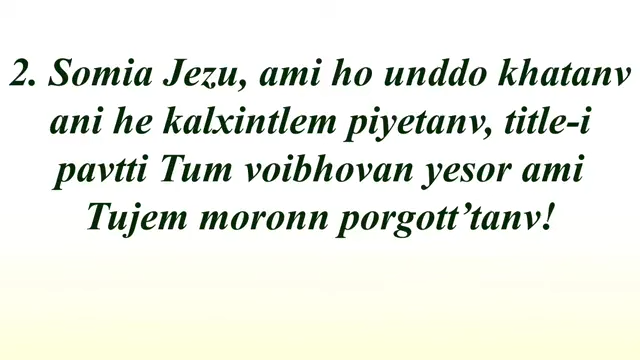 2. Somia Jezu, ami ho unddo khatanv
ani he kalxintlem piyetanv, title-i
pavtti Tum voibhovan yesor ami
Tujem moronn porgott’tanv!